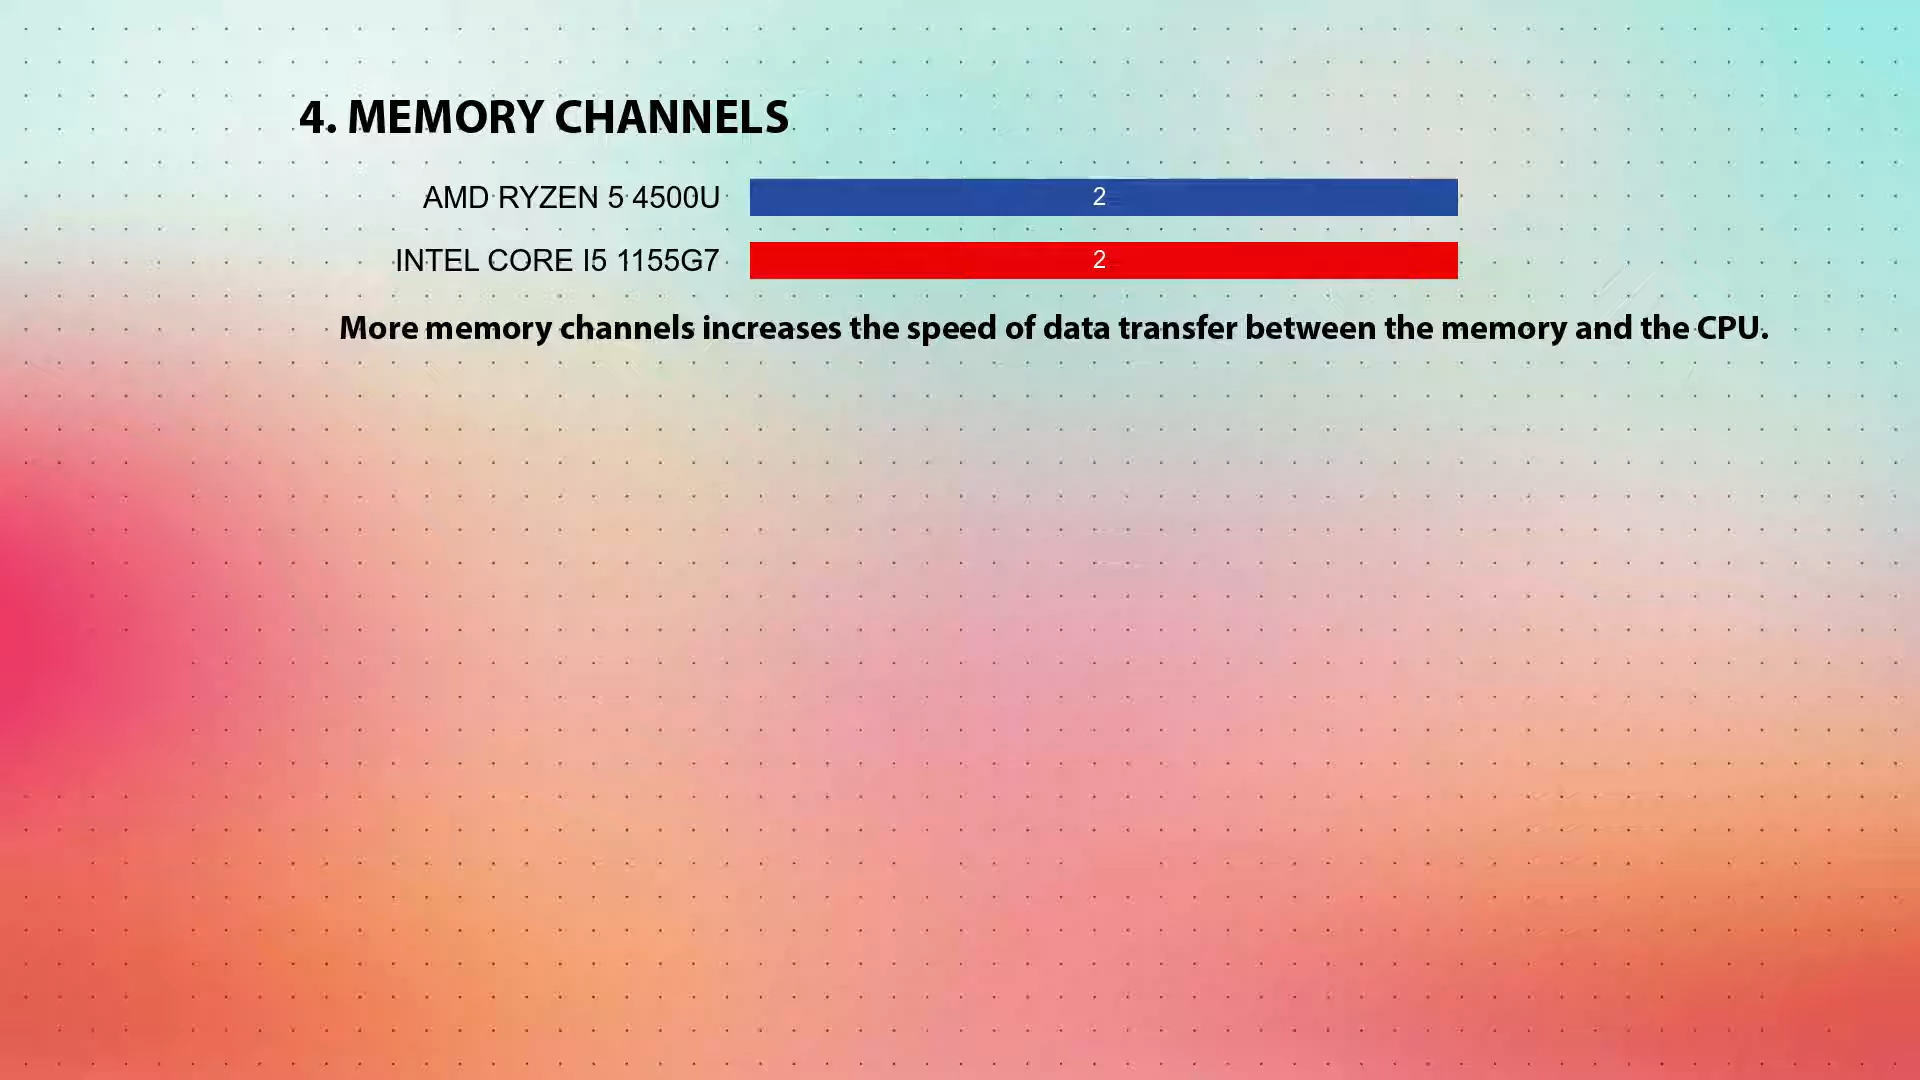 4. MEMORY CHANNELS
AMD RYZEN 5 4500U 2
INTEL CORE I5 1155G7 2
More memory channels increases the speed of data transfer between the memory and the CPU.